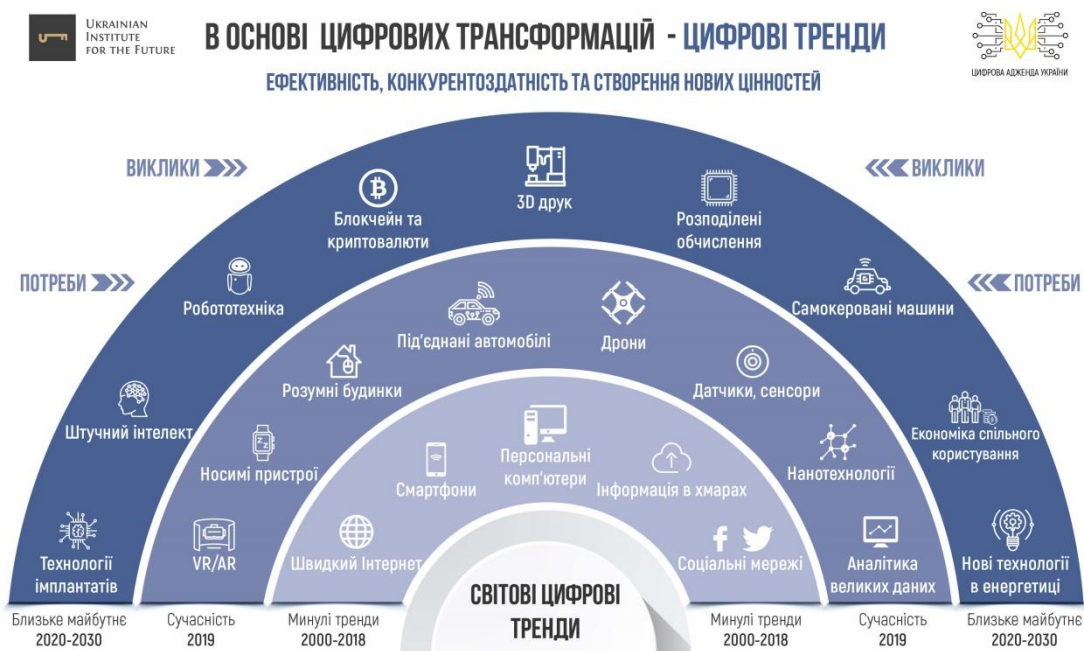 UKRAINIAN
INSTITUTE
FOR THE FUTURE
В ОСНОВІ ЦИФРОВИХ ТРАНСФОРМАЦІЙ - ЦИФРОВІ ТРЕНДИ
ЦИФРОВА АДЖЕНДА УКРАЇНИ
ЕФЕКТИВНІСТЬ, КОНКУРЕНТОЗДАТНІСТЬ ТА СТВОРЕННЯ НОВИХ ЦІННОСТЕЙ
ВИКЛИКИ
ВИКЛИКИ
ПОТРЕБИ
ПОТРЕБИ
Технології
імплантатів
Штучний інтелект
Робототехніка
Блокчейн та
криптовалюти
3D друк
Розподілені
обчислення
Самокеровані машини
Економіка спільного
користування
Нові технології
в енергетиці
VR/AR
Носимі пристрої
Розумні будинки
Під'єднані автомобілі
Дрони
Датчики, сенсори
Нанотехнології
Аналітика
великих даних
Швидкий Інтернет
Смартфони
Персональні
комп'ютери
Інформація в хмарах
Соціальні мережі
СВІТОВІ ЦИФРОВІ
ТРЕНДИ
Близьке майбутнє
2020-2030
Сучасність
2019
Минулі тренди
2000-2018
Минулі тренди
2000-2018
Сучасність
2019
Близьке майбутнє
2020-2030